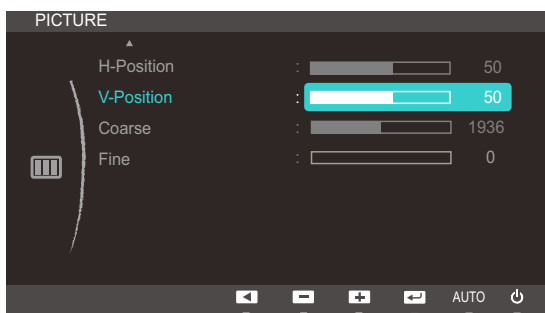 PICTURE
H-Position : 50
V-Position : 50
Coarse : 1936
Fine : 0
AUTO